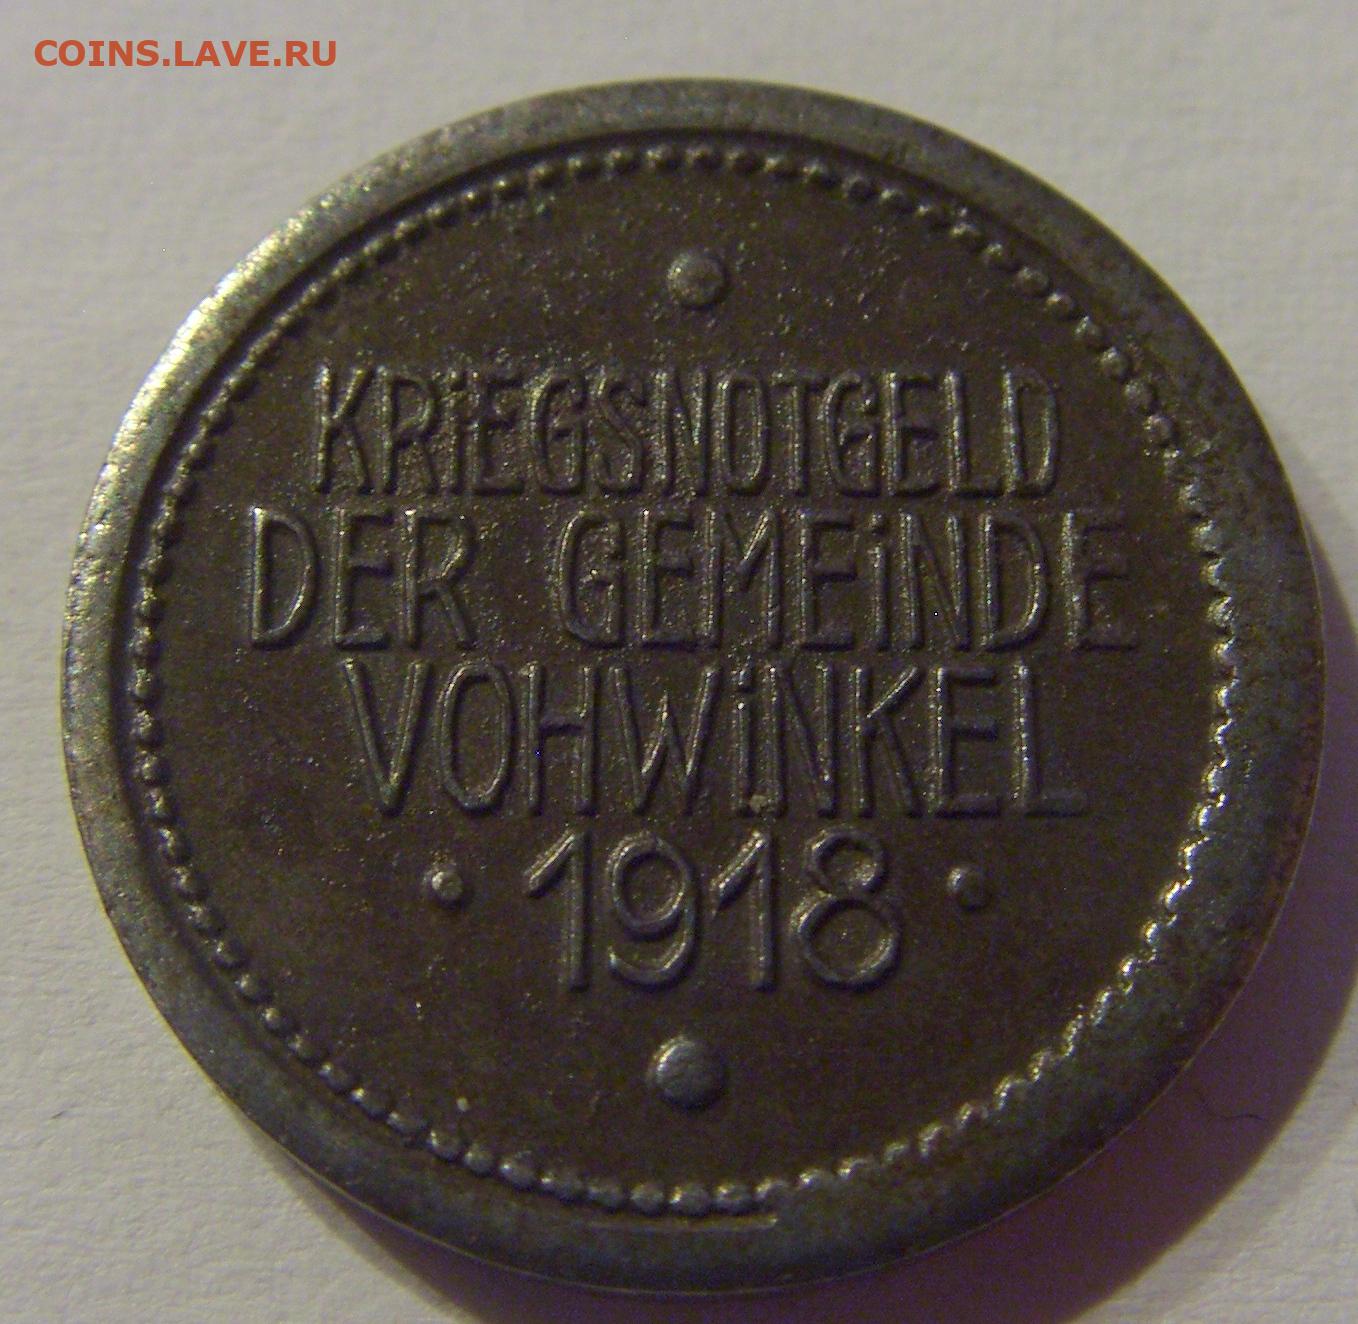 COINS.LAVE.RU
KRiEGSNOTGELD
DER GEMEiNDE
VOHWiNKEL
· 1918 ·